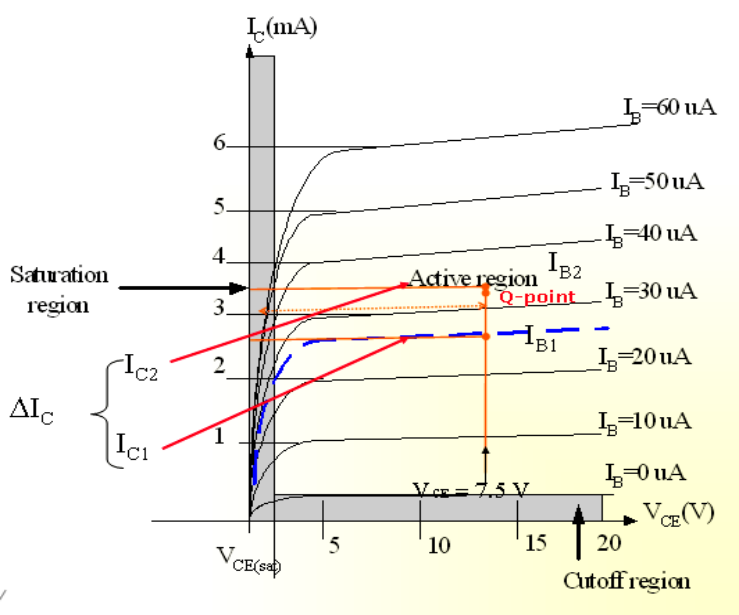 I_C(mA)
I_B=60 uA
6
I_B=50 uA
5
I_B=40 uA
4
I_B2
Saturation
region
Active region
Q-point
I_B=30 uA
3
I_B1
I_C2
2
I_B=20 uA
ΔI_C
I_C1
1
I_B=10 uA
I_B=0 uA
V_CE = 7.5 V
V_CE(V)
V_CE(sat)
5
10
15
20
Cutoff region